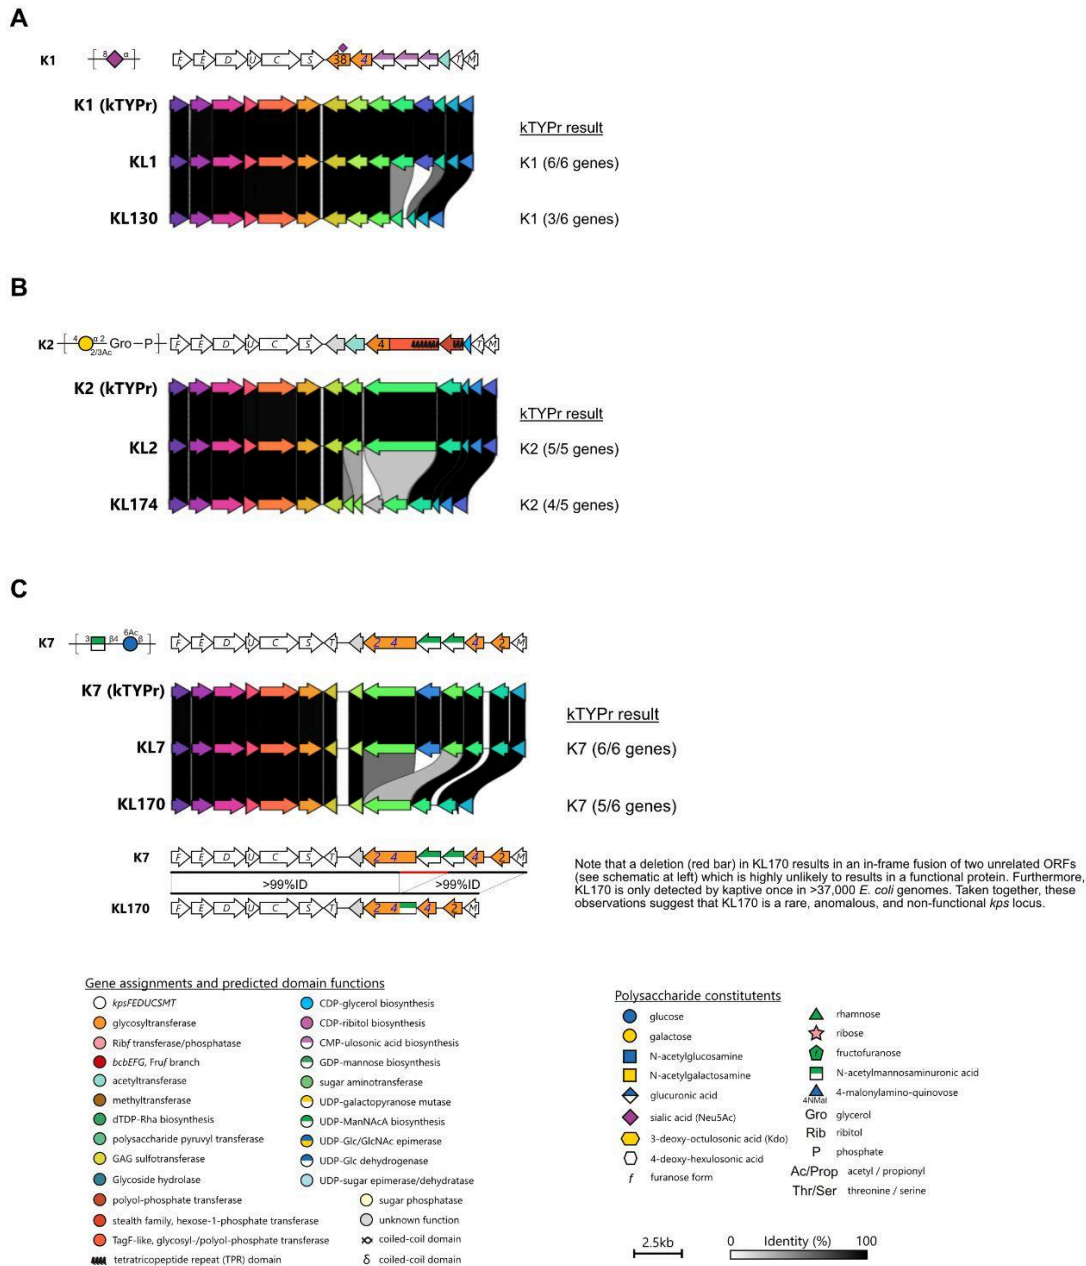 A
K1
8 α
F E D U C S 38 4 T M
K1 (kTYPr)
kTYPr result
KL1
K1 (6/6 genes)
KL130
K1 (3/6 genes)
B
K2
4 α 2 Gro P
2/3Ac
F E D U C S 4 T M
K2 (kTYPr)
kTYPr result
KL2
K2 (5/5 genes)
KL174
K2 (4/5 genes)
C
K7
3 β4 6Ac β
F E D U C S T 2 4 4 2 M
K7 (kTYPr)
kTYPr result
KL7
K7 (6/6 genes)
KL170
K7 (5/6 genes)
K7
F E D U C S T 2 4 4 2 M
>99%ID >99%ID
KL170
F E D U C S T 2 4 4 2 M
Note that a deletion (red bar) in KL170 results in an in-frame fusion of two unrelated ORFs
(see schematic at left) which is highly unlikely to results in a functional protein. Furthermore,
KL170 is only detected by kaptive once in >37,000 E. coli genomes. Taken together, these
observations suggest that KL170 is a rare, anomalous, and non-functional kps locus.
Gene assignments and predicted domain functions
kpsFEDUCSMT
glycosyltransferase
Ribf transferase/phosphatase
bcbEFG, Fruf branch
acetyltransferase
methyltransferase
dTDP-Rha biosynthesis
polysaccharide pyruvyl transferase
GAG sulfotransferase
Glycoside hydrolase
polyol-phosphate transferase
stealth family, hexose-1-phosphate transferase
TagF-like, glycosyl-/polyol-phosphate transferase
tetratricopeptide repeat (TPR) domain
CDP-glycerol biosynthesis
CDP-ribitol biosynthesis
CMP-ulosonic acid biosynthesis
GDP-mannose biosynthesis
sugar aminotransferase
UDP-galactopyranose mutase
UDP-ManNAcA biosynthesis
UDP-Glc/GlcNAc epimerase
UDP-Glc dehydrogenase
UDP-sugar epimerase/dehydratase
sugar phosphatase
unknown function
coiled-coil domain
δ coiled-coil domain
Polysaccharide constitutents
glucose
galactose
N-acetylglucosamine
N-acetylgalactosamine
glucuronic acid
sialic acid (Neu5Ac)
3-deoxy-octulosonic acid (Kdo)
4-deoxy-hexulosonic acid
f furanose form
rhamnose
ribose
f fructofuranose
N-acetylmannosaminuronic acid
4-malonylamino-quinovose
4NMal
Gro glycerol
Rib ribitol
P phosphate
Ac/Prop acetyl / propionyl
Thr/Ser threonine / serine
2.5kb
0 Identity (%) 100